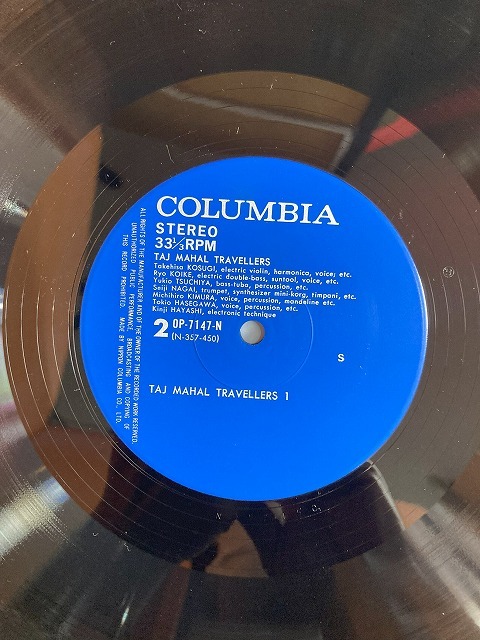 COLUMBIA
STEREO
33⅓RPM
TAJ MAHAL TRAVELLERS
Takehisa KOSUGI, electric violin, harmonica, voice, etc.
Ryo KOIKE, electric double-bass, suntool, voice, etc.
Yukio TSUCHIYA, bass-tuba, percussion, etc.
Seiji NAGAI, trumpet, synthesizer mini-korg, timpani, etc.
Michihiro KIMURA, voice, percussion, mandeline etc.
Tokio HASEGAWA, voice, percussion, etc.
Kinji HAYASHI, electronic technique
2 OP-7147-N
(N-357-450)
S
TAJ MAHAL TRAVELLERS 1
ALL RIGHTS OF THE MANUFACTURER AND OF THE OWNER OF THE RECORDED WORK RESERVED.
UNAUTHORIZED PUBLIC PERFORMANCE, BROADCASTING AND COPYING OF
THIS RECORD PROHIBITED MADE BY NIPPON COLUMBIA CO., LTD.